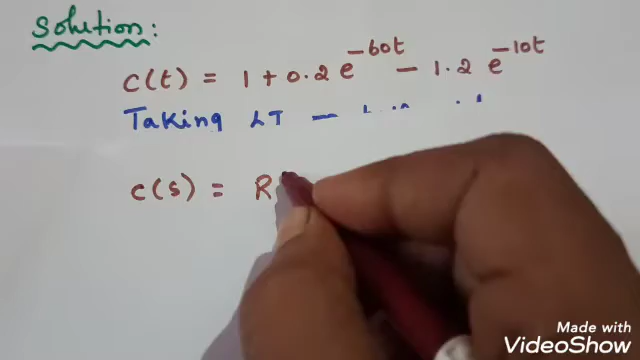 Solution:
c(t) = 1 + 0.2 e^-60t - 1.2 e^-10t
Taking LT
c(s) = R
Made with
VideoShow